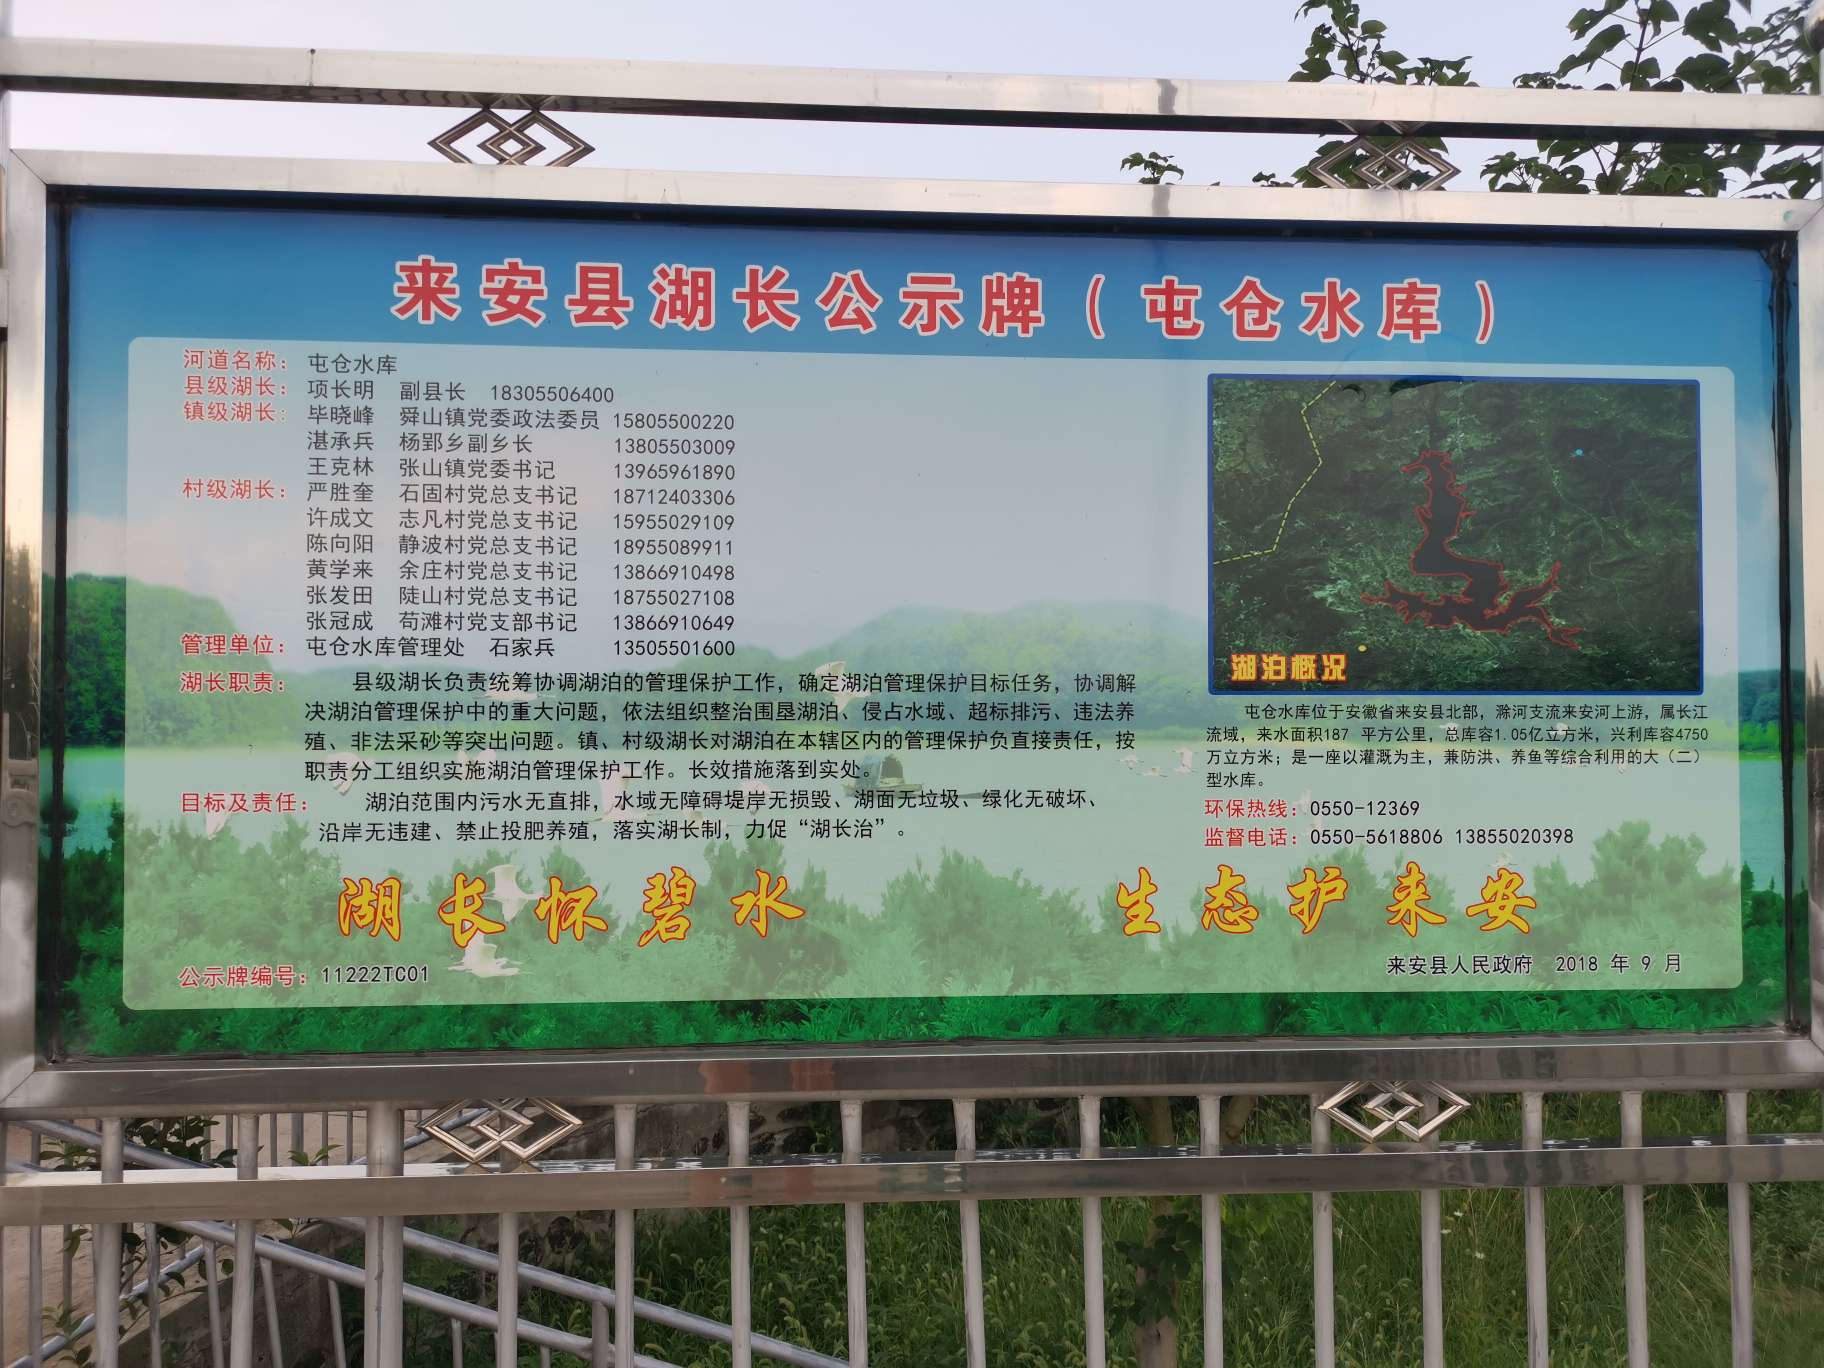 来安县湖长公示牌（屯仓水库）
河道名称：屯仓水库
县级湖长：项长明 副县长 18305506400
镇级湖长：毕晓峰 舜山镇党委政法委员 15805500220
湛承兵 杨郢乡副乡长 13805503009
王克林 张山镇党委书记 13965961890
村级湖长：严胜奎 石固村党总支书记 18712403306
许成文 志凡村党总支书记 15955029109
陈向阳 静波村党总支书记 18955089911
黄学来 余庄村党总支书记 13866910498
张发田 陡山村党总支书记 18755027108
张冠成 苟滩村党支部书记 13866910649
管理单位：屯仓水库管理处 石家兵 13505501600
湖长职责：县级湖长负责统筹协调湖泊的管理保护工作，确定湖泊管理保护目标任务，协调解
决湖泊管理保护中的重大问题，依法组织整治围垦湖泊、侵占水域、超标排污、违法养
殖、非法采砂等突出问题。镇、村级湖长对湖泊在本辖区内的管理保护负直接责任，按
职责分工组织实施湖泊管理保护工作。长效措施落到实处。
目标及责任：湖泊范围内污水无直排，水域无障碍堤岸无损毁、湖面无垃圾、绿化无破坏、
沿岸无违建、禁止投肥养殖，落实湖长制，力促“湖长治”。
湖泊概况
屯仓水库位于安徽省来安县北部，滁河支流来安河上游，属长江
流域，来水面积187 平方公里，总库容1.05亿立方米，兴利库容4750
万立方米；是一座以灌溉为主，兼防洪、养鱼等综合利用的大（二）
型水库。
环保热线：0550-12369
监督电话：0550-5618806 13855020398
湖长怀碧水 生态护来安
公示牌编号：11222TC01
来安县人民政府 2018 年 9 月